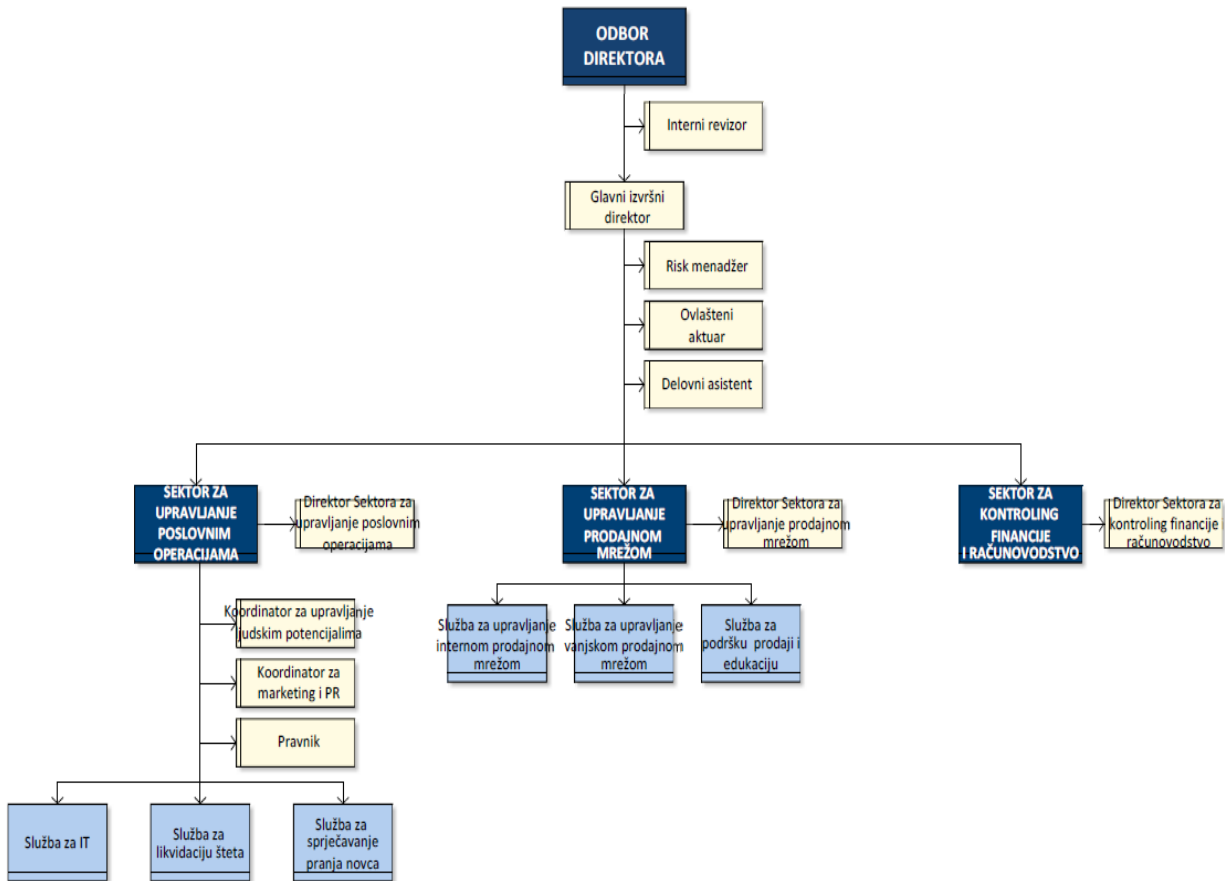 ODBOR
DIREKTORA
Interni revizor
Glavni izvršni
direktor
Risk menadžer
Ovlašteni
aktuar
Delovni asistent
SEKTOR ZA
UPRAVLJANJE
POSLOVNIM
OPERACIJAMA
Direktor Sektora za
upravljanje poslovnim
operacijama
SEKTOR ZA
UPRAVLJANJE
PRODAJNOM
MREŽOM
Direktor Sektora za
upravljanje prodajnom
mrežom
SEKTOR ZA
KONTROLING
FINANCIJE
I RAČUNOVODSTVO
Direktor Sektora za
kontroling financije i
računovodstvo
Koordinator za upravljanje
ljudskim potencijalima
Koordinator za
marketing i PR
Pravnik
Služba za upravljanje
internom prodajnom
mrežom
Služba za upravljanje
vanjskom prodajnom
mrežom
Služba za
podršku prodaji i
edukaciju
Služba za IT
Služba za
likvidaciju šteta
Služba za
sprječavanje
pranja novca